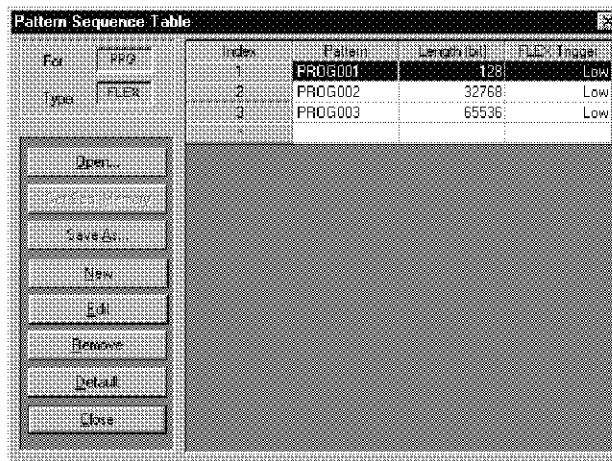 Pattern Sequence Table
For PRG
Type FLEX
Index Pattern Length (bit) FLEX Trigger
1 PROG001 128 Low
2 PROG002 32768 Low
3 PROG003 65536 Low
*
Open...
Save As...
New
Edit
Remove
Default
Close